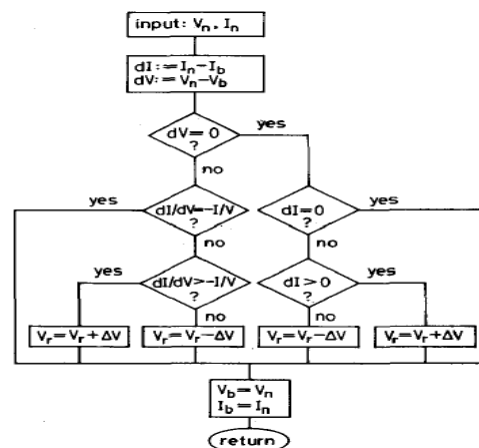 input: Vn, In
dI:=In-Ib
dV:=Vn-Vb
dV=0
?
yes
no
yes
dI/dV=-I/V
?
dI=0
?
yes
no
no
yes
dI/dV>-I/V
?
dI>0
?
yes
no
no
Vr=Vr+ΔV
Vr=Vr-ΔV
Vr=Vr-ΔV
Vr=Vr+ΔV
Vb=Vn
Ib=In
return